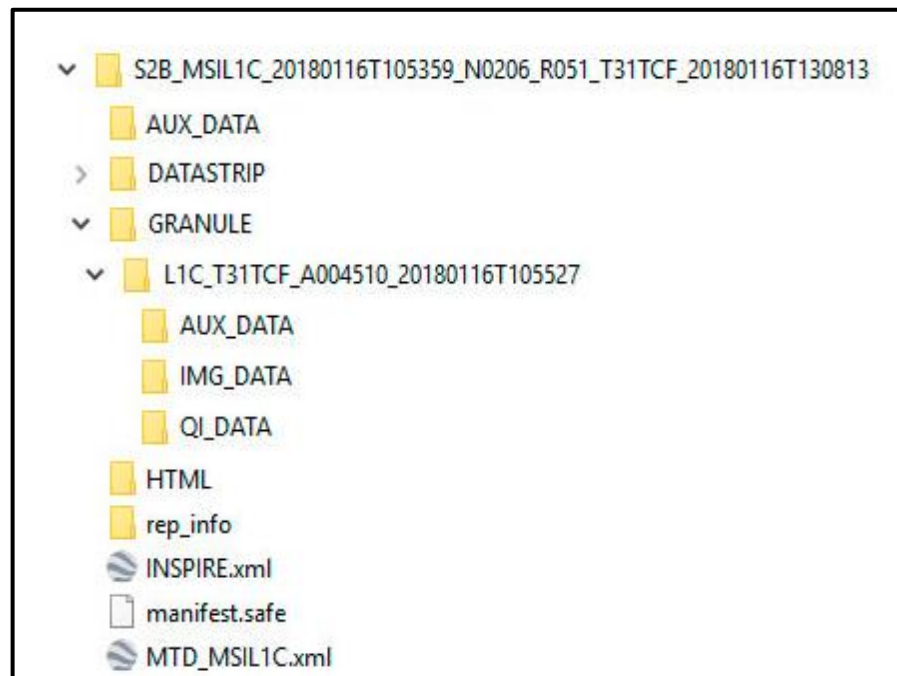 S2B_MSIL1C_20180116T105359_N0206_R051_T31TCF_20180116T130813
AUX_DATA
DATASTRIP
GRANULE
L1C_T31TCF_A004510_20180116T105527
AUX_DATA
IMG_DATA
QI_DATA
HTML
rep_info
INSPIRE.xml
manifest.safe
MTD_MSIL1C.xml